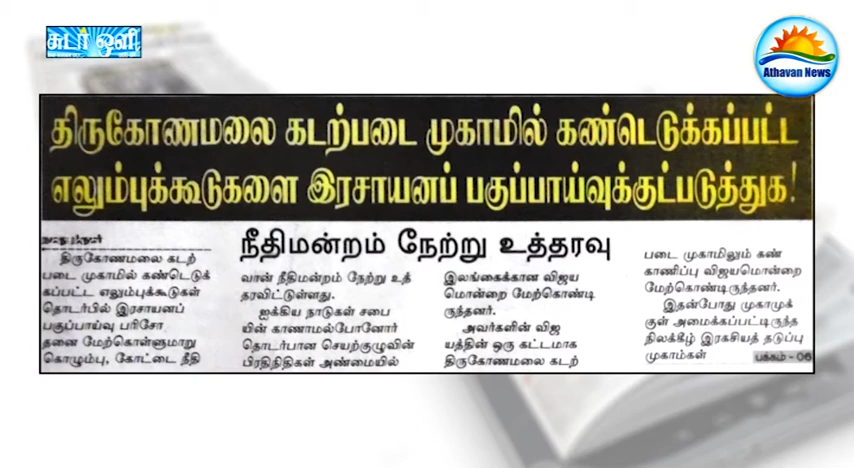 சுடர் ஒளி
Athavan News
திருகோணமலை கடற்படை முகாமில் கண்டெடுக்கப்பட்ட
எலும்புக்கூடுகளை இரசாயனப் பகுப்பாய்வுக்குட்படுத்துக!
நீதிமன்றம் நேற்று உத்தரவு
திருகோணமலை கடற்
படை முகாமில் கண்டெடுக்
கப்பட்ட எலும்புக்கூடுகள்
தொடர்பில் இரசாயனப்
பகுப்பாய்வு பரிசோ
தனை மேற்கொள்ளுமாறு
கொழும்பு, கோட்டை நீதி
வான் நீதிமன்றம் நேற்று உத்
தரவிட்டுள்ளது.
ஐக்கிய நாடுகள் சபை
யின் காணாமல்போனோர்
தொடர்பான செயற்குழுவின்
பிரதிநிதிகள் அண்மையில்
இலங்கைக்கான விஜய
மொன்றை மேற்கொண்டி
ருந்தனர்.
அவர்களின் விஜ
யத்தின் ஒரு கட்டமாக
திருகோணமலை கடற்
படை முகாமிலும் கண்
காணிப்பு விஜயமொன்றை
மேற்கொண்டிருந்தனர்.
இதன்போது முகாமுக்
குள் அமைக்கப்பட்டிருந்த
நிலக்கீழ் இரகசியத் தடுப்பு
முகாம்கள்
பக்கம் - 06